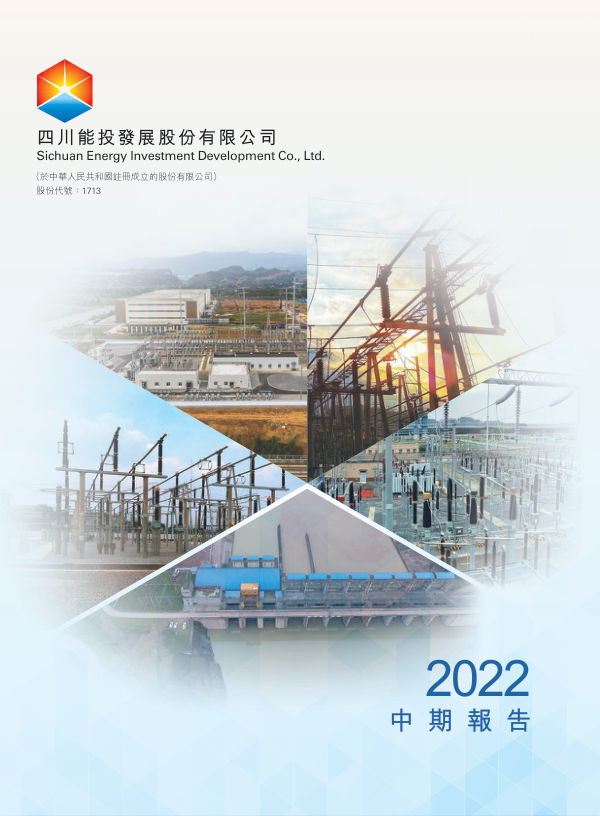 四川能投發展股份有限公司
Sichuan Energy Investment Development Co., Ltd.
(於中華人民共和國註冊成立的股份有限公司)
股份代號：1713
2022
中期報告